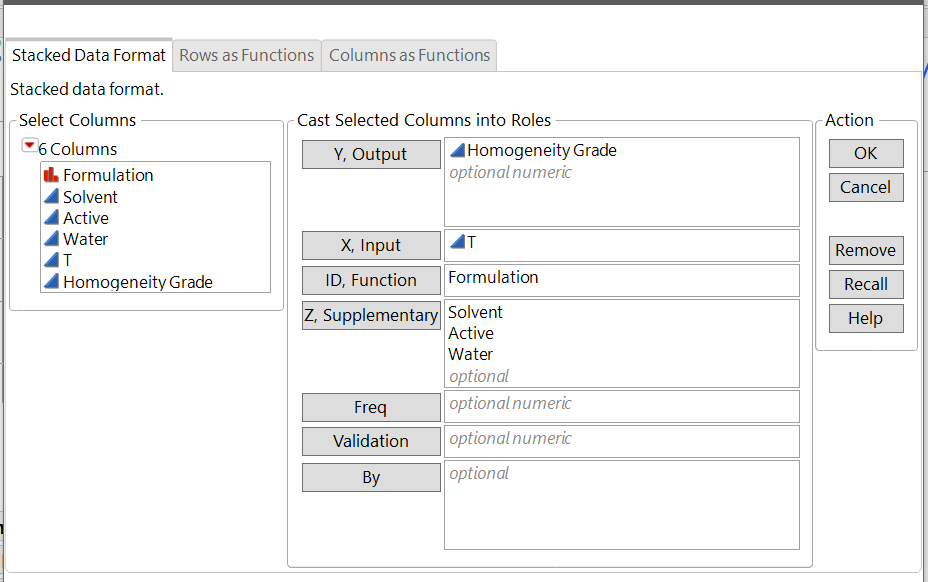 Stacked Data Format
Rows as Functions
Columns as Functions
Stacked data format.
Select Columns
6 Columns
Formulation
Solvent
Active
Water
T
Homogeneity Grade
Cast Selected Columns into Roles
Y, Output
Homogeneity Grade
optional numeric
X, Input
T
ID, Function
Formulation
Z, Supplementary
Solvent
Active
Water
optional
Freq
optional numeric
Validation
optional numeric
By
optional
Action
OK
Cancel
Remove
Recall
Help